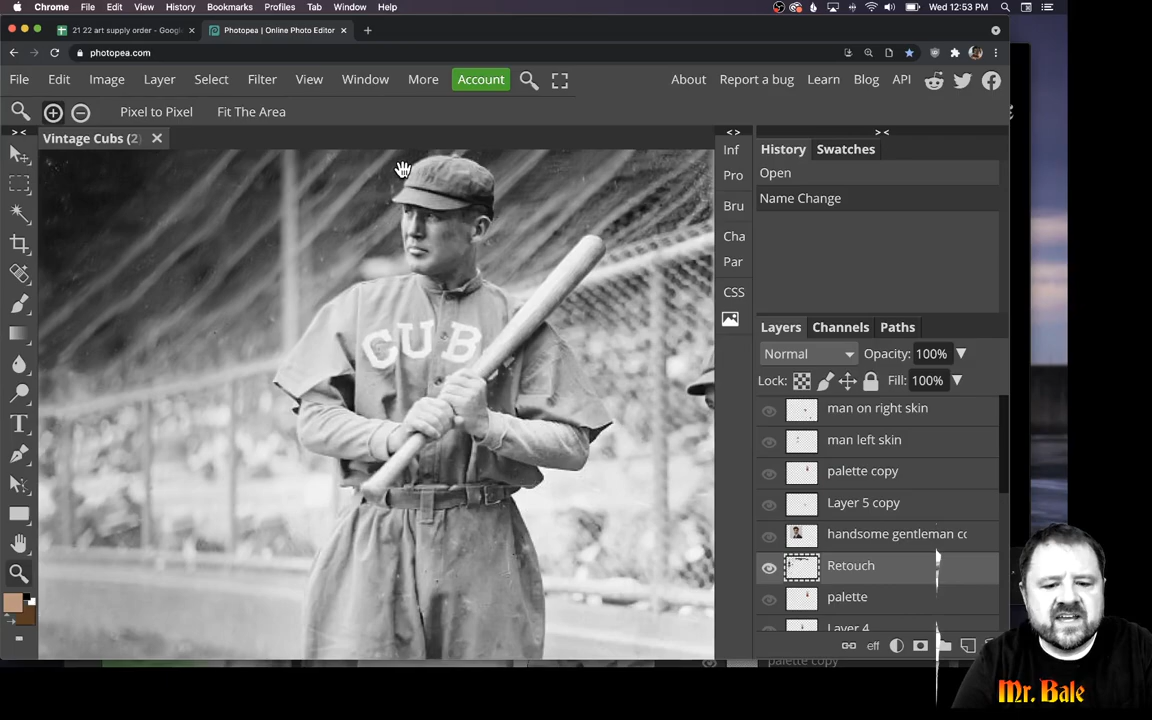 Chrome File Edit View History Bookmarks Profiles Tab Window Help Wed 12:53 PM
21 22 art supply order - Google Photopea | Online Photo Editor
photopea.com
File Edit Image Layer Select Filter View Window More Account About Report a bug Learn Blog API
Pixel to Pixel Fit The Area
Vintage Cubs (2)
Inf
Pro
Bru
Cha
Par
CSS
History Swatches
Open
Name Change
CUB
Layers Channels Paths
Normal Opacity: 100%
Lock: Fill: 100%
man on right skin
man left skin
palette copy
Layer 5 copy
handsome gentleman cc
Retouch
palette
Layer 4
eff
palette copy
Mr. Bale